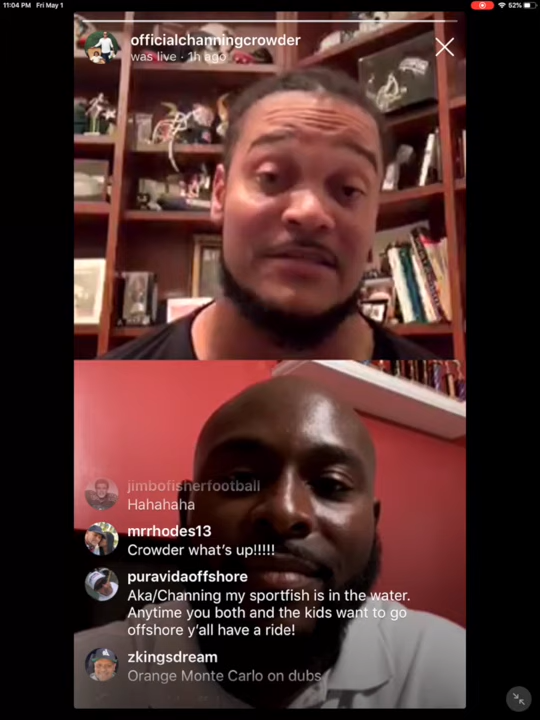 11:04 PM Fri May 1
52%
officialchanningcrowder
was live · 1h ago
jimbofisherfootball
Hahahaha
mrrhodes13
Crowder what's up!!!!!
puravidaoffshore
Aka/Channing my sportfish is in the water.
Anytime you both and the kids want to go
offshore y'all have a ride!
zkingsdream
Orange Monte Carlo on dubs